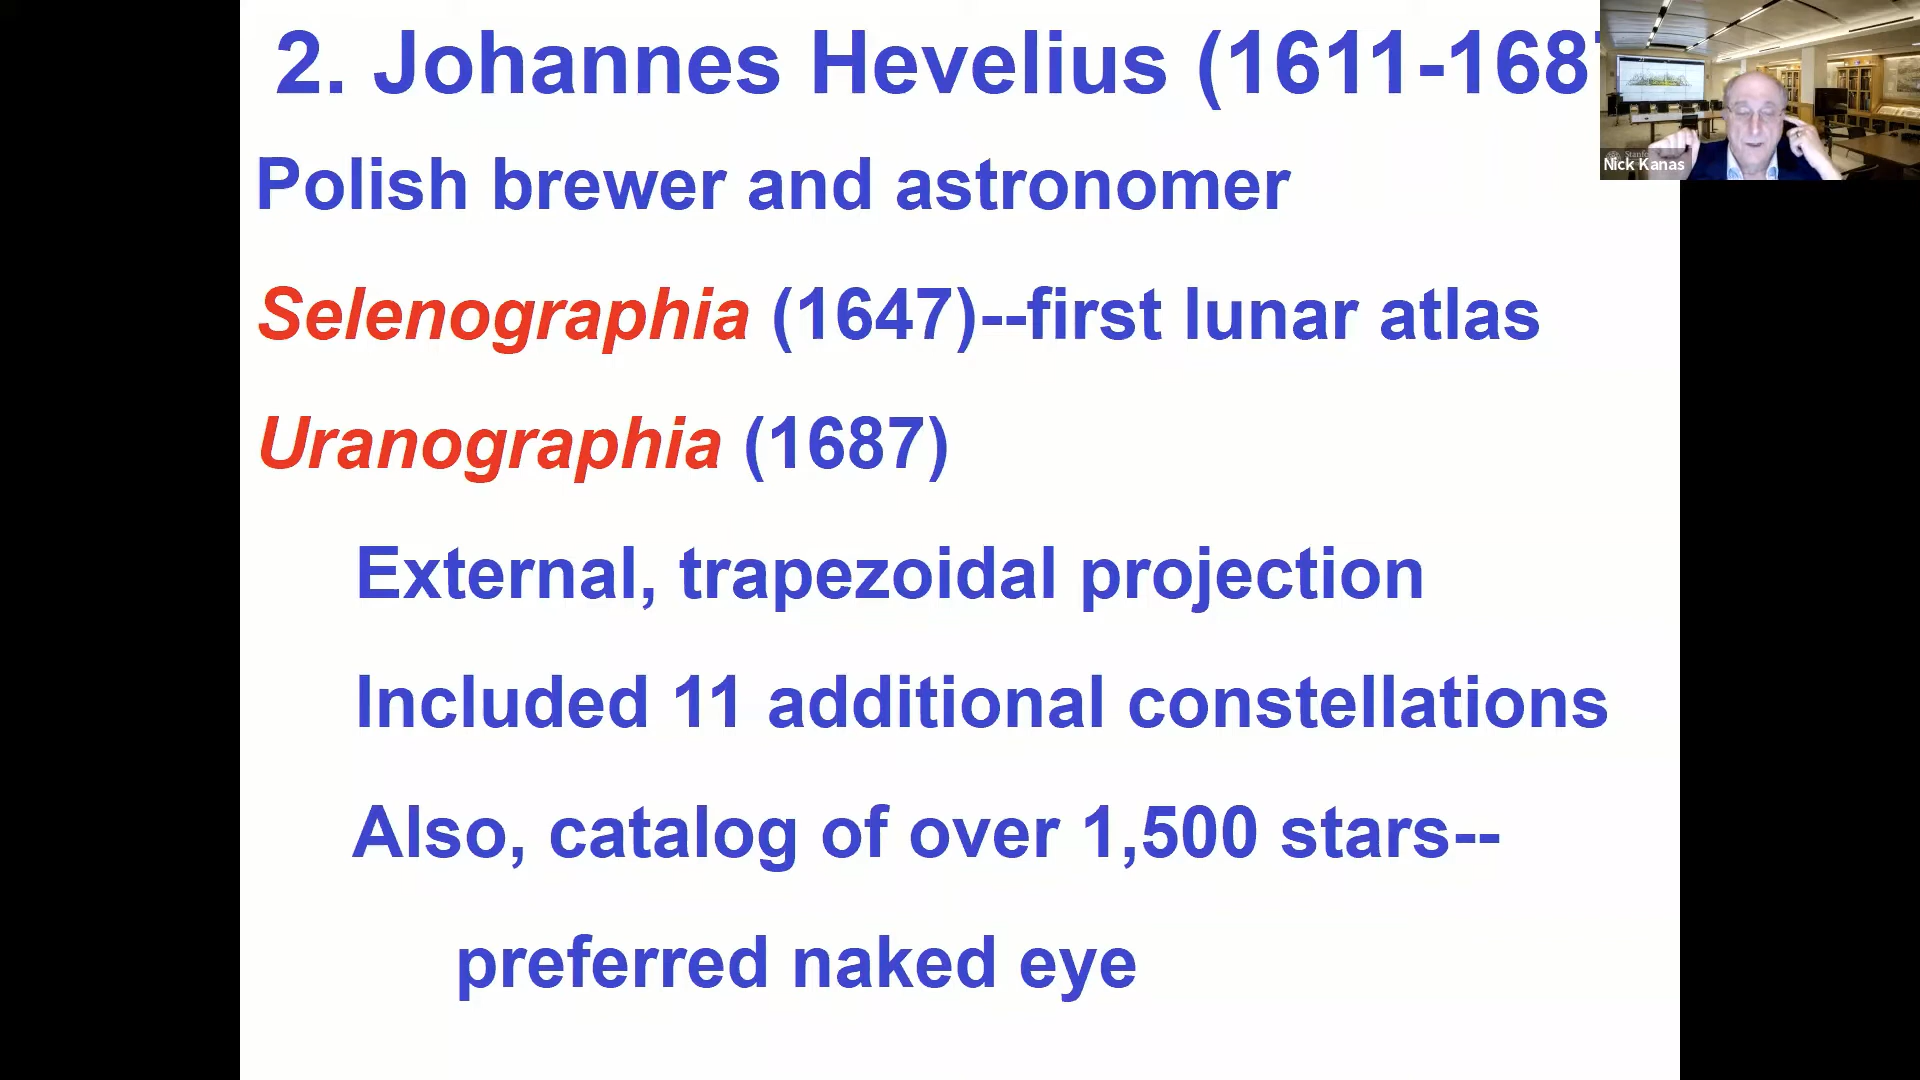 2. Johannes Hevelius (1611-168
Polish brewer and astronomer
Selenographia (1647)--first lunar atlas
Uranographia (1687)
External, trapezoidal projection
Included 11 additional constellations
Also, catalog of over 1,500 stars--
preferred naked eye
Nick Kanas